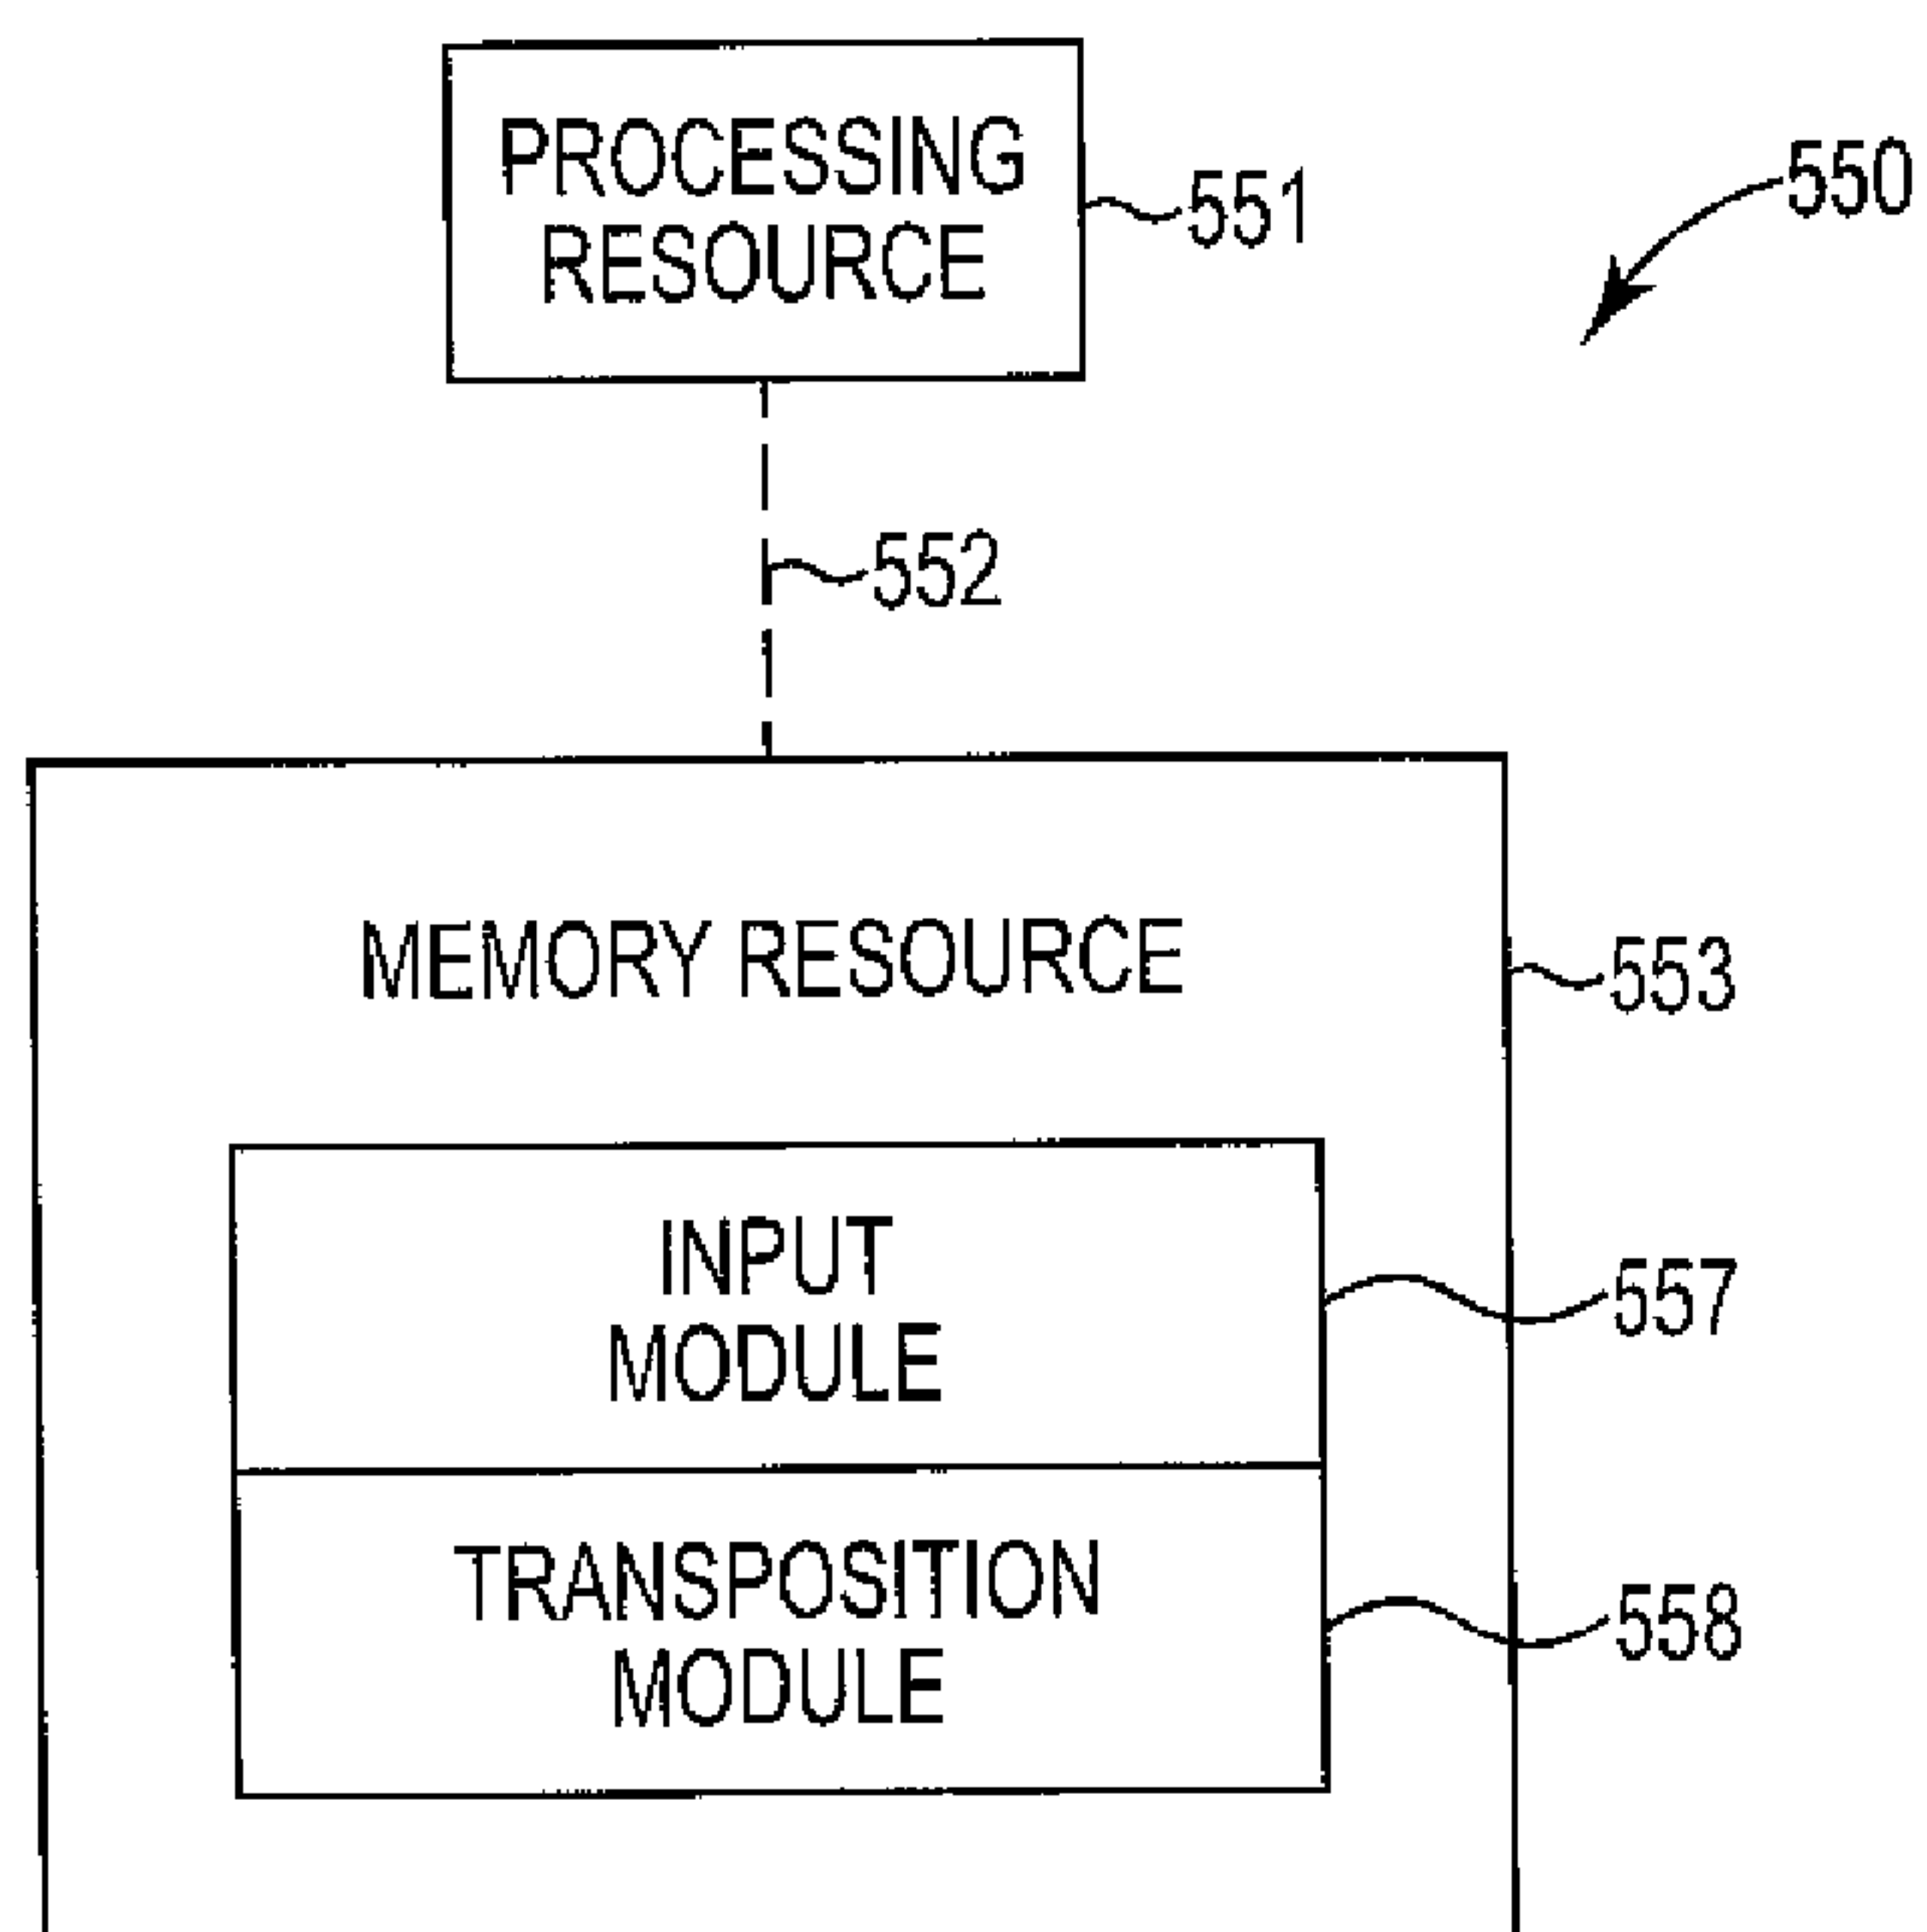 PROCESSING
RESOURCE
551
550
552
MEMORY RESOURCE
553
INPUT
MODULE
557
TRANSPOSITION
MODULE
558